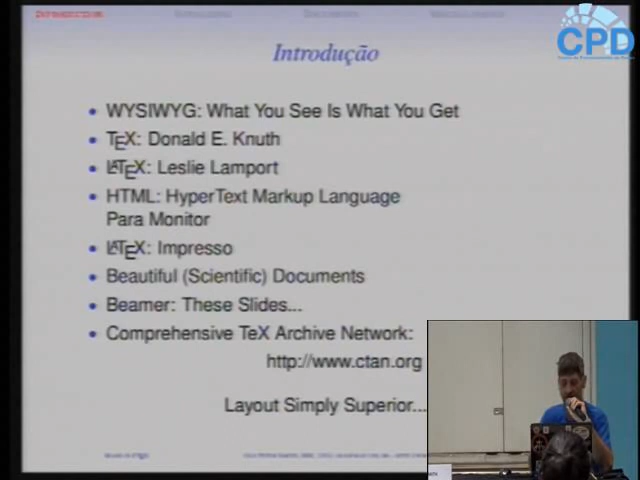 CPD
Introdução
WYSIWYG: What You See Is What You Get
TEX: Donald E. Knuth
LATEX: Leslie Lamport
HTML: HyperText Markup Language
Para Monitor
LATEX: Impresso
Beautiful (Scientific) Documents
Beamer: These Slides...
Comprehensive TeX Archive Network:
http://www.ctan.org
Layout Simply Superior...